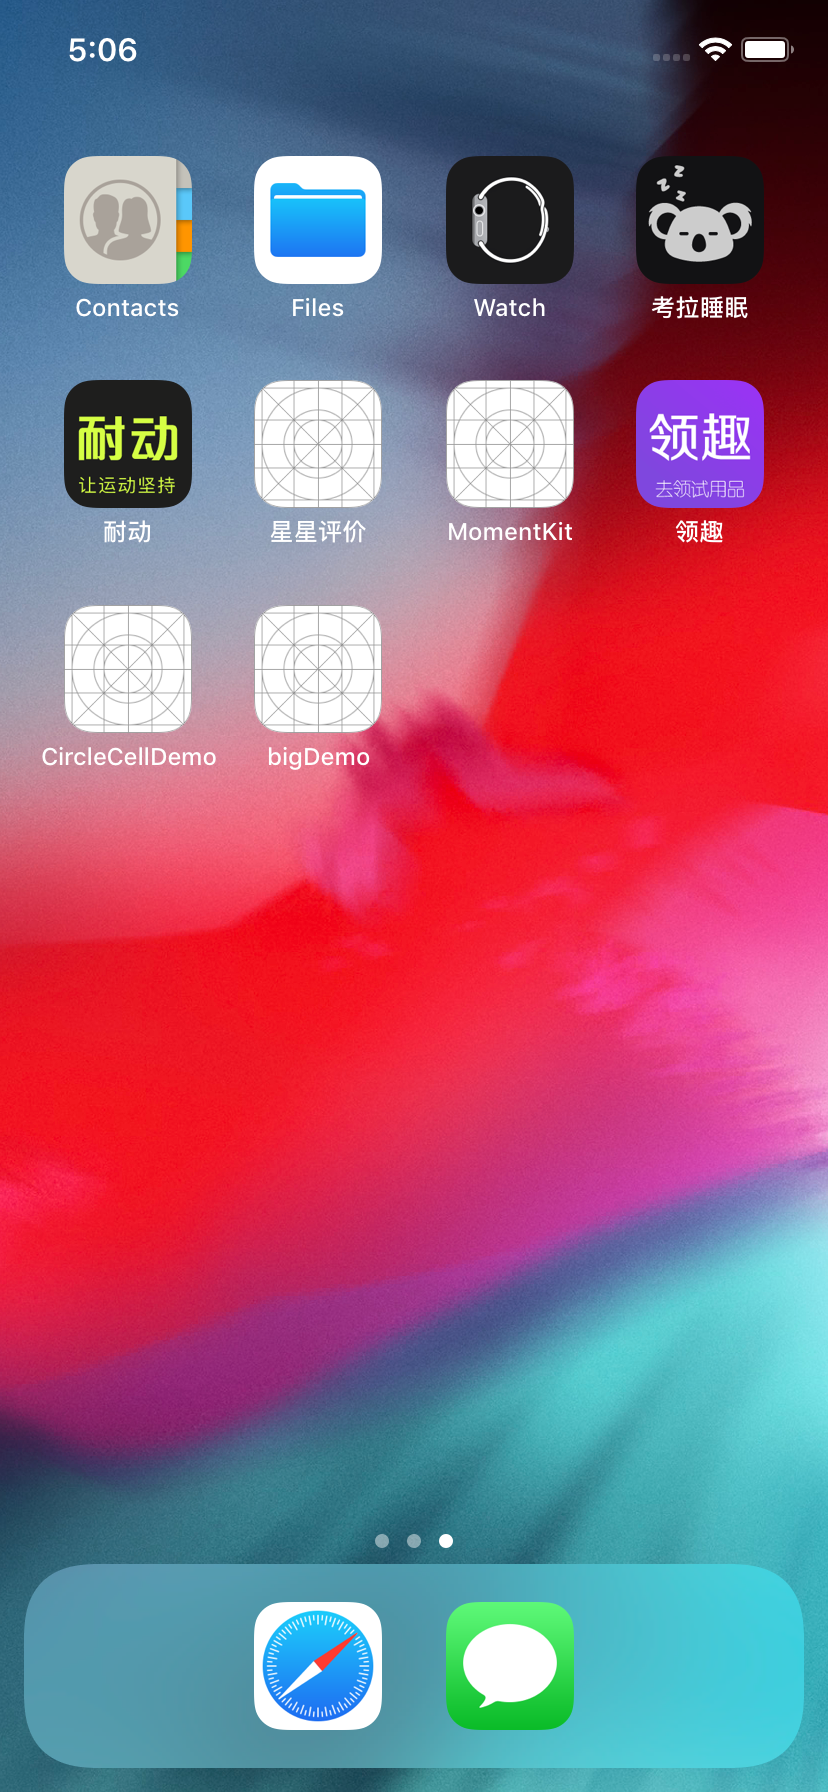 5:06
Contacts
Files
Watch
考拉睡眠
耐动
让运动坚持
领趣
去领试用品
耐动
星星评价
MomentKit
领趣
CircleCellDemo
bigDemo